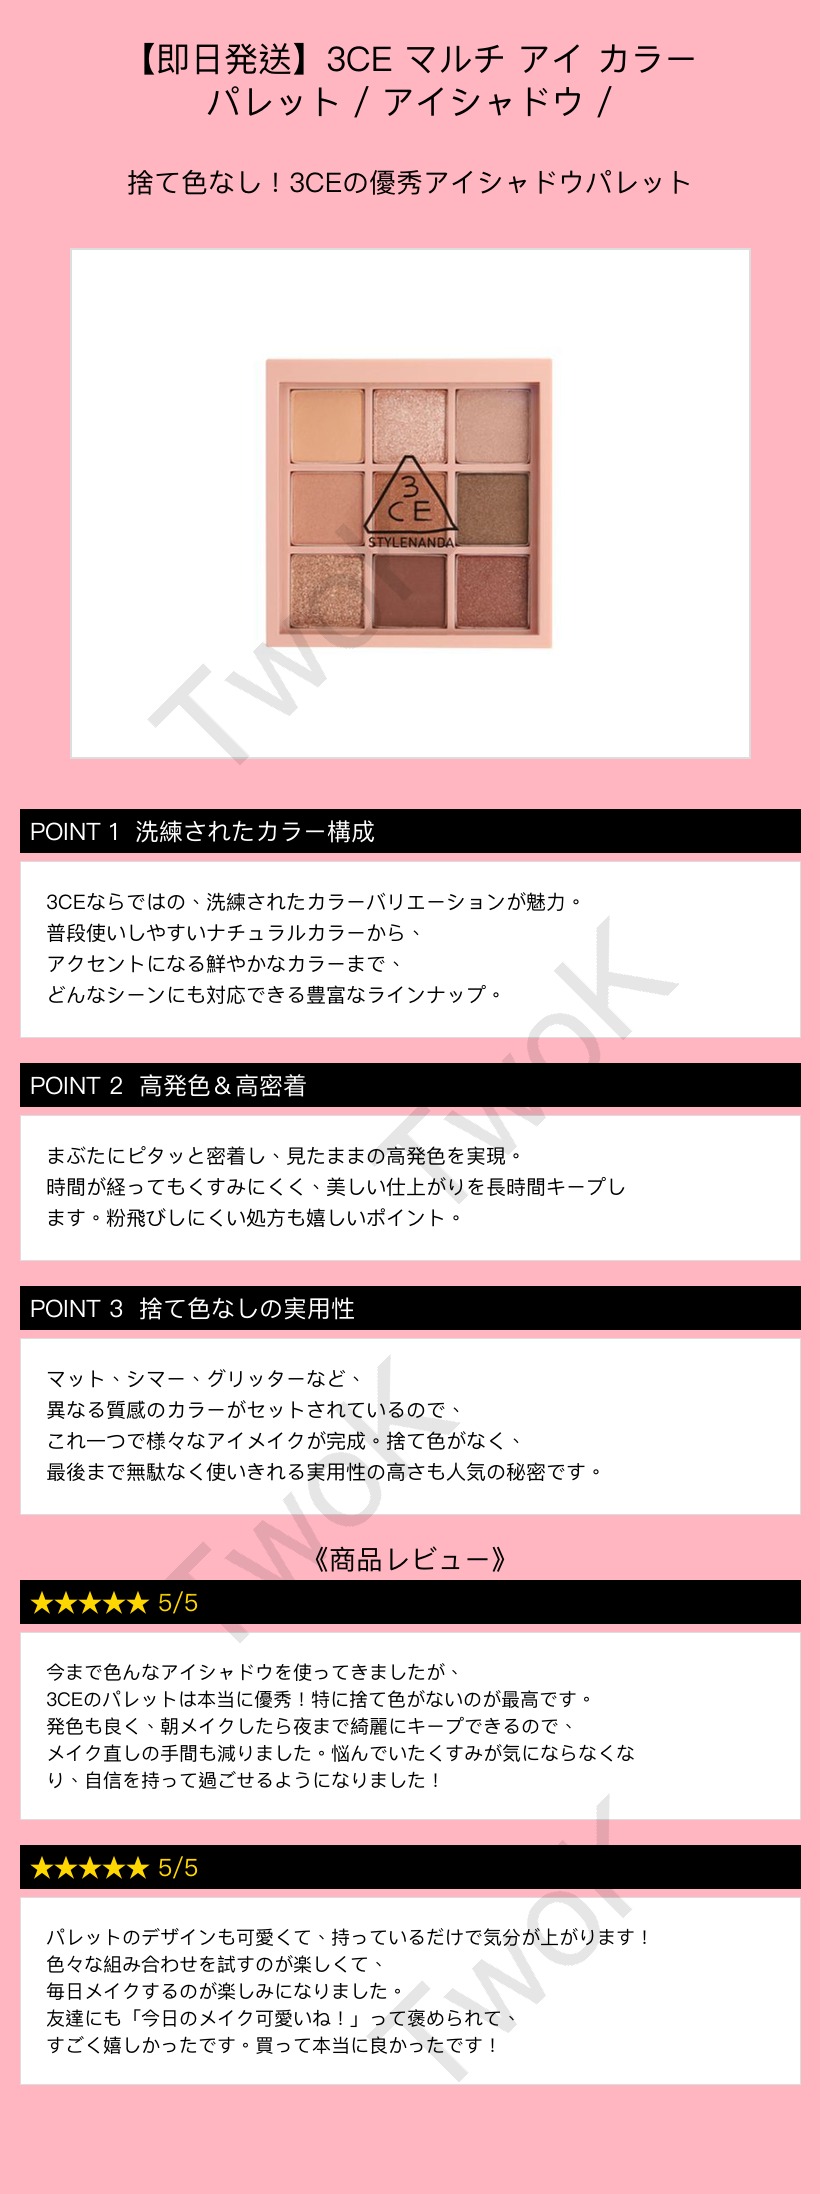 【即日発送】3CE マルチ アイ カラー
パレット / アイシャドウ /
捨て色なし！3CEの優秀アイシャドウパレット
3
CE
STYLENANDA
TwoK
POINT 1 洗練されたカラー構成
3CEならではの、洗練されたカラーバリエーションが魅力。
普段使いしやすいナチュラルカラーから、
アクセントになる鮮やかなカラーまで、
どんなシーンにも対応できる豊富なラインナップ。
TwoK
POINT 2 高発色＆高密着
まぶたにピタッと密着し、見たままの高発色を実現。
時間が経ってもくすみにくく、美しい仕上がりを長時間キープし
ます。粉飛びしにくい処方も嬉しいポイント。
POINT 3 捨て色なしの実用性
マット、シマー、グリッターなど、
異なる質感のカラーがセットされているので、
これ一つで様々なアイメイクが完成。捨て色がなく、
最後まで無駄なく使いきれる実用性の高さも人気の秘密です。
TwoK
《商品レビュー》
★★★★★ 5/5
今まで色んなアイシャドウを使ってきましたが、
3CEのパレットは本当に優秀！特に捨て色がないのが最高です。
発色も良く、朝メイクしたら夜まで綺麗にキープできるので、
メイク直しの手間も減りました。悩んでいたくすみが気にならなくな
り、自信を持って過ごせるようになりました！
★★★★★ 5/5
パレットのデザインも可愛くて、持っているだけで気分が上がります！
色々な組み合わせを試すのが楽しくて、
毎日メイクするのが楽しみになりました。
友達にも「今日のメイク可愛いね！」って褒められて、
すごく嬉しかったです。買って本当に良かったです！
TwoK